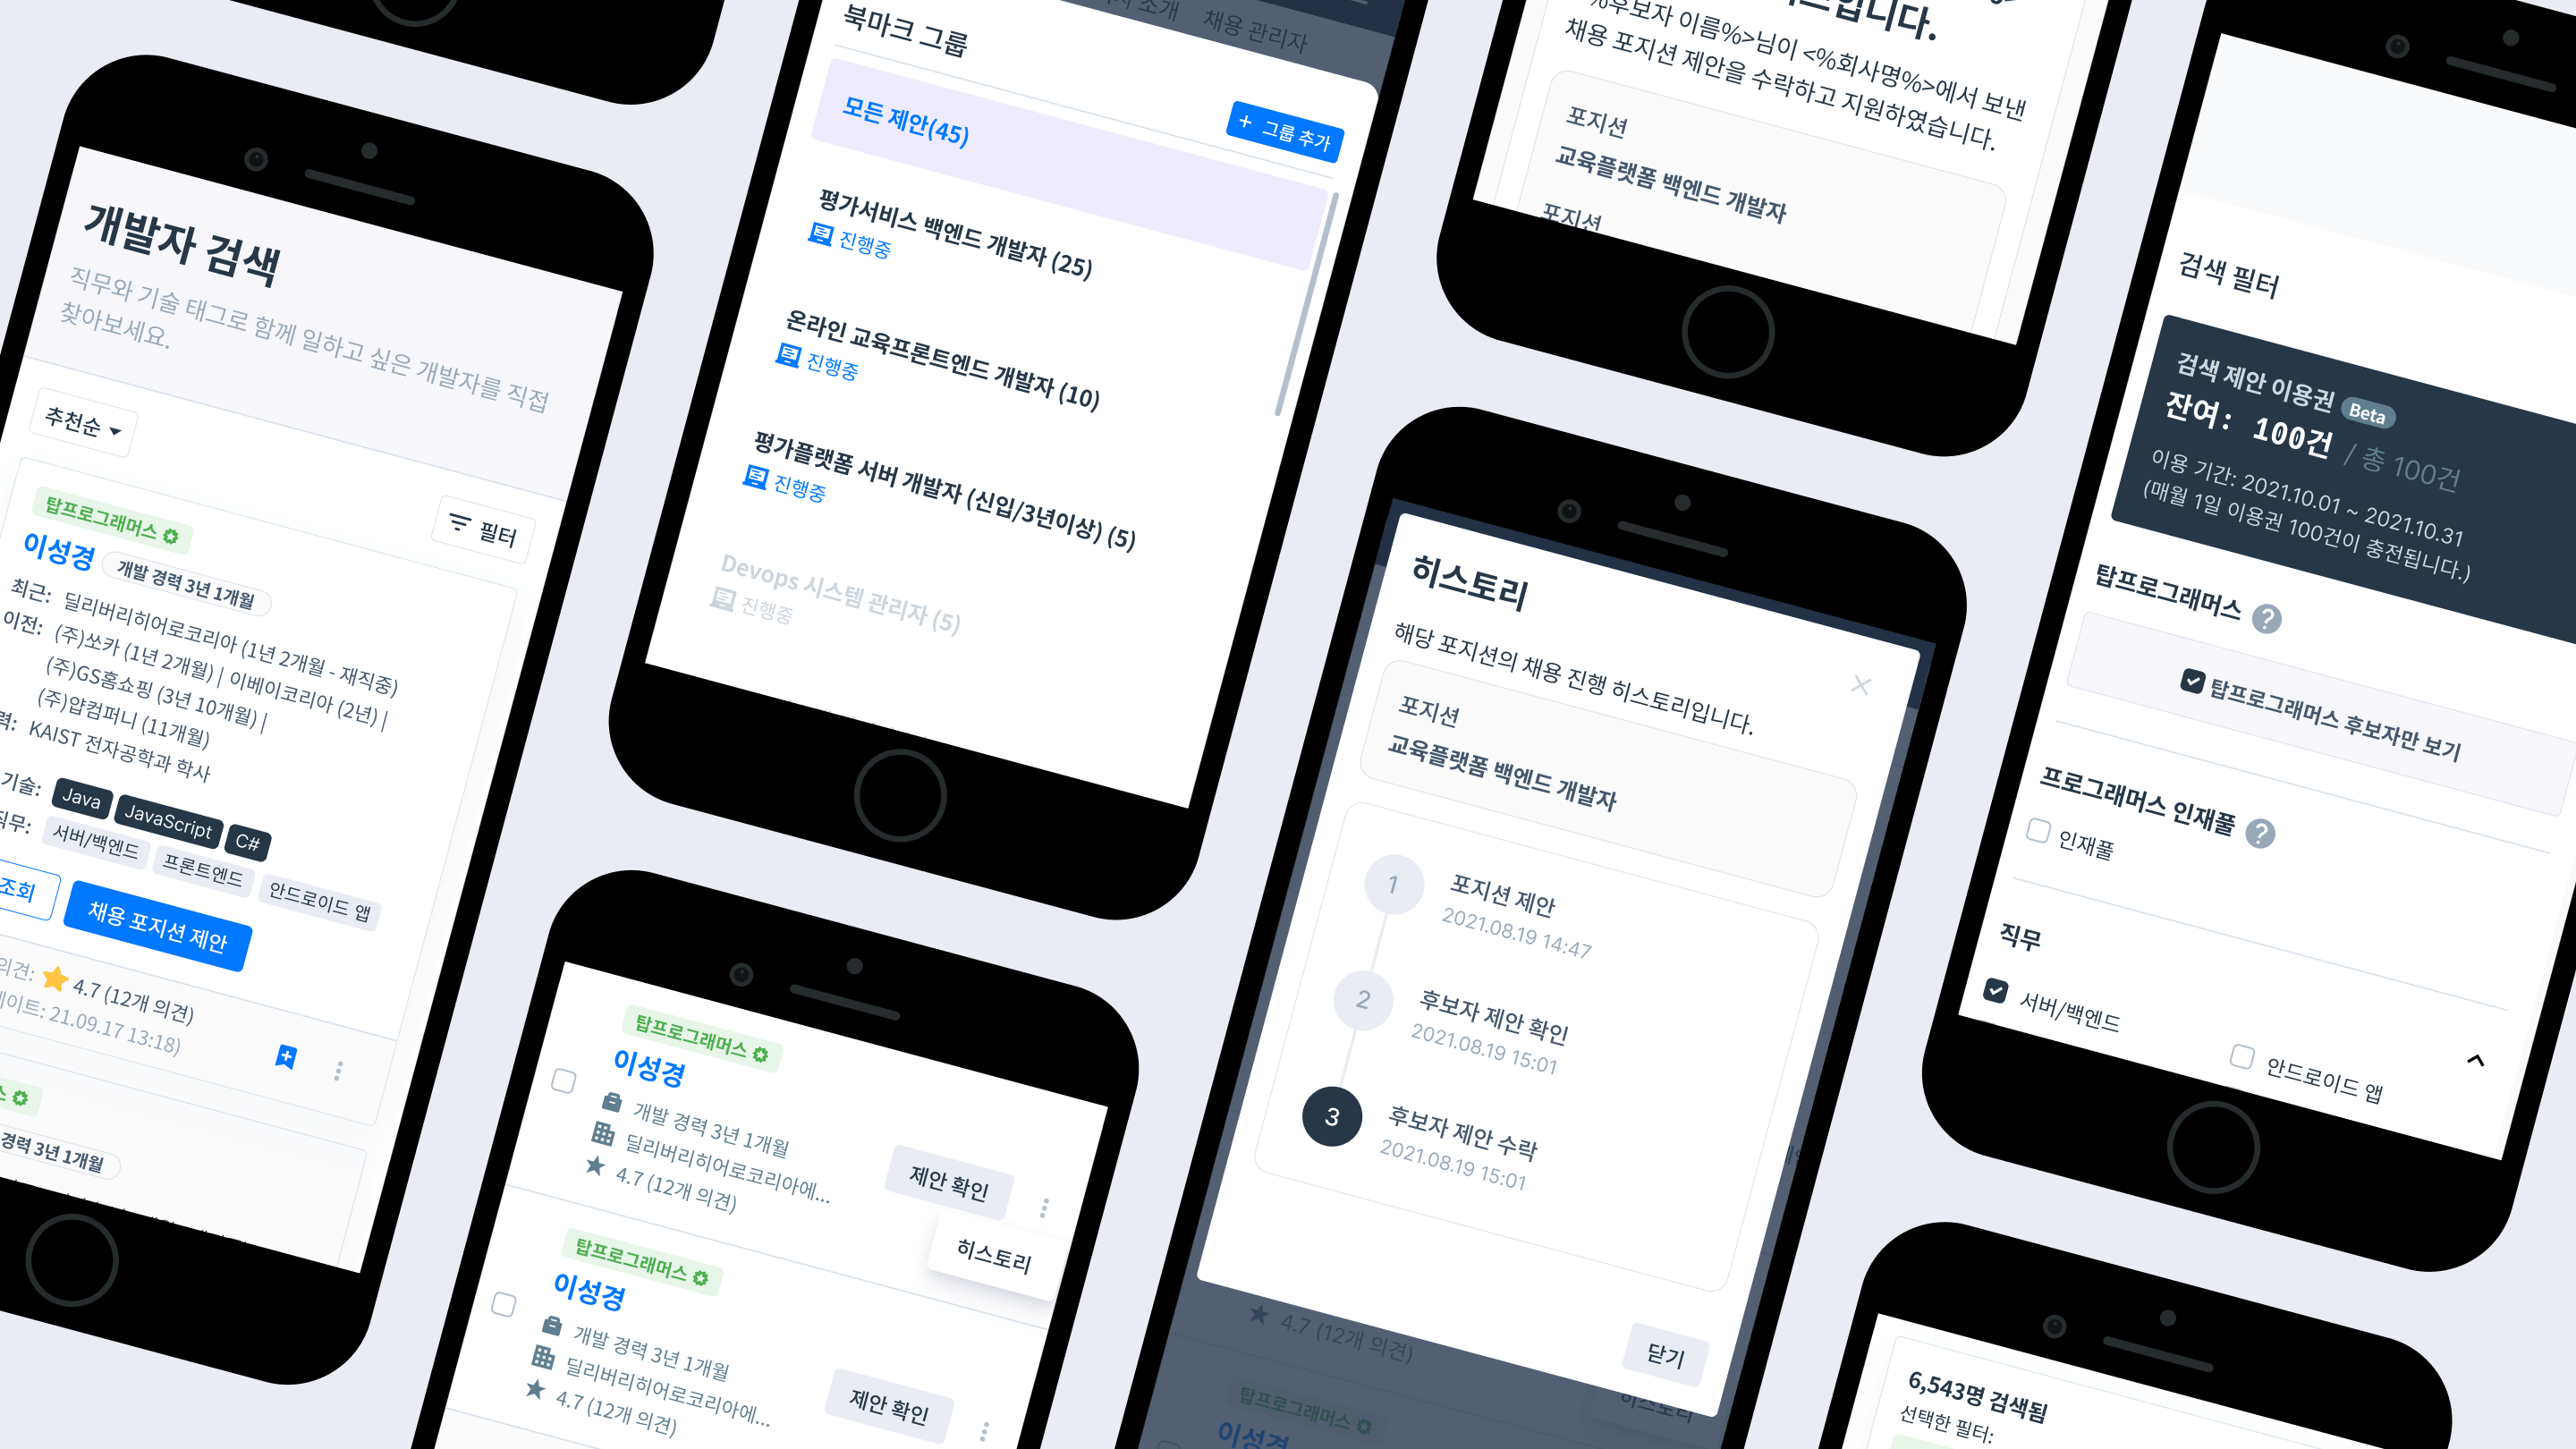 개발자 검색
직무와 기술 태그로 함께 일하고 싶은 개발자를 직접
찾아보세요.
추천순
필터
탑프로그래머스
이성경 개발 경력 3년 1개월
최근: 딜리버리히어로코리아 (1년 2개월 - 재직중)
이전: (주)쏘카 (1년 2개월) | 이베이코리아 (2년) |
(주)GS홈쇼핑 (3년 10개월) |
(주)얍컴퍼니 (11개월)
력: KAIST 전자공학과 학사
기술: Java JavaScript C#
직무: 서버/백엔드 프론트엔드 안드로이드 앱
조회 채용 포지션 제안
의견: 4.7 (12개 의견)
데이트: 21.09.17 13:18)
스
경력 3년 1개월
소개 채용 관리자
북마크 그룹
+ 그룹 추가
모든 제안(45)
평가서비스 백엔드 개발자 (25)
진행중
온라인 교육프론트엔드 개발자 (10)
진행중
평가플랫폼 서버 개발자 (신입/3년이상) (5)
진행중
Devops 시스템 관리자 (5)
진행중
탑프로그래머스
이성경
개발 경력 3년 1개월
딜리버리히어로코리아에...
4.7 (12개 의견)
제안 확인
히스토리
탑프로그래머스
이성경
개발 경력 3년 1개월
딜리버리히어로코리아에...
4.7 (12개 의견)
제안 확인
입니다.
%후보자 이름%>님이 <%회사명%>에서 보낸
채용 포지션 제안을 수락하고 지원하였습니다.
포지션
교육플랫폼 백엔드 개발자
포지션
히스토리
해당 포지션의 채용 진행 히스토리입니다.
포지션
교육플랫폼 백엔드 개발자
1 포지션 제안
2021.08.19 14:47
2 후보자 제안 확인
2021.08.19 15:01
3 후보자 제안 수락
2021.08.19 15:01
닫기
4.7 (12개 의견)
히스토리
탑프로그래머스
이성경
검색 필터
검색 제안 이용권 Beta
잔여: 100건 / 총 100건
이용 기간: 2021.10.01 ~ 2021.10.31
(매월 1일 이용권 100건이 충전됩니다.)
탑프로그래머스 ?
탑프로그래머스 후보자만 보기
프로그래머스 인재풀 ?
인재풀
직무
서버/백엔드
안드로이드 앱
6,543명 검색됨
선택한 필터: